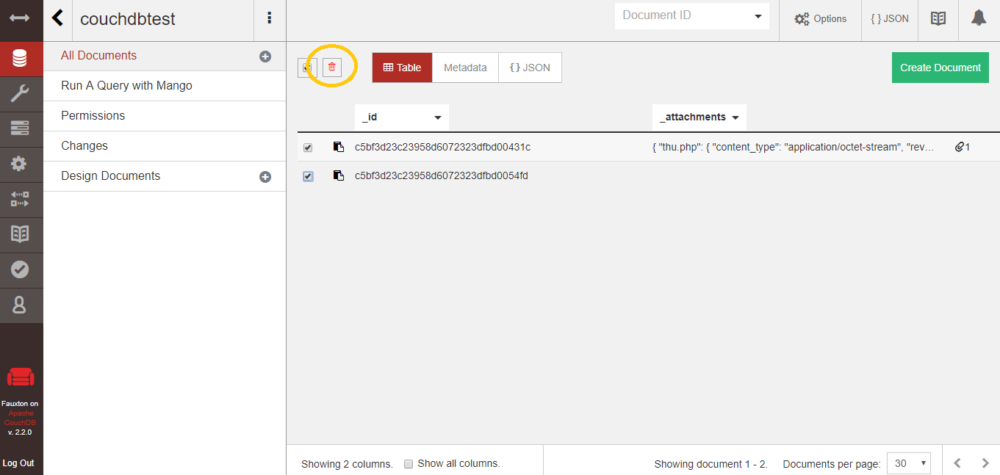 couchdbtest
Document ID
Options
{ } JSON
All Documents
Run A Query with Mango
Permissions
Changes
Design Documents
Table
Metadata
{ } JSON
Create Document
_id
_attachments
c5bf3d23c23958d6072323dfbd00431c
{ "thu.php": { "content_type": "application/octet-stream", "rev…
1
c5bf3d23c23958d6072323dfbd0054fd
Fauxton on
Apache
CouchDB
v. 2.2.0
Log Out
Showing 2 columns.
Show all columns.
Showing document 1 - 2.
Documents per page:
30